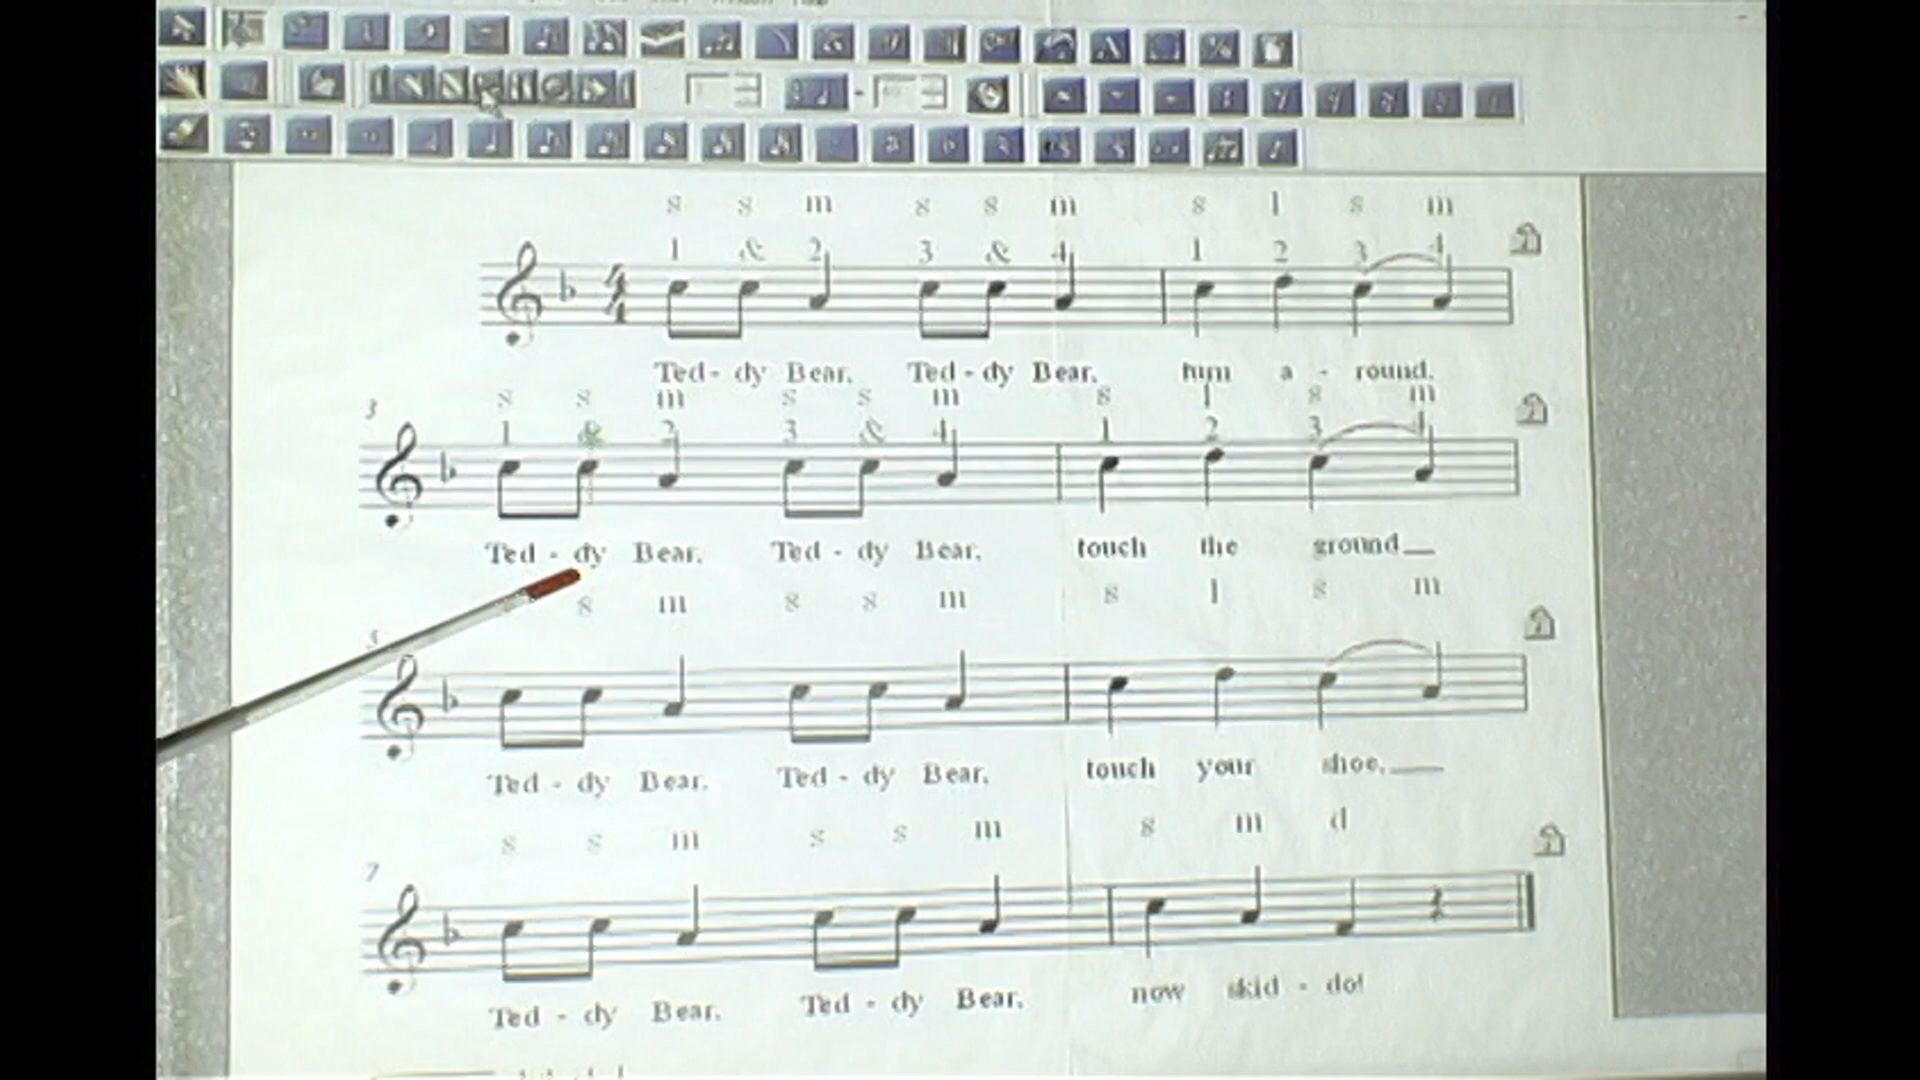 s s m s s m s l s m
1 & 2 3 & 4 1 2 3 4
Ted - dy Bear, Ted - dy Bear, turn a - round.
s s m s s m s l s m
3
1 & 2 3 & 4 1 2 3 4
Ted - dy Bear, Ted - dy Bear, touch the ground
s m s s m s l s m
5
Ted - dy Bear, Ted - dy Bear, touch your shoe,
s s m s s m s m d
7
Ted - dy Bear, Ted - dy Bear, now skid - do!